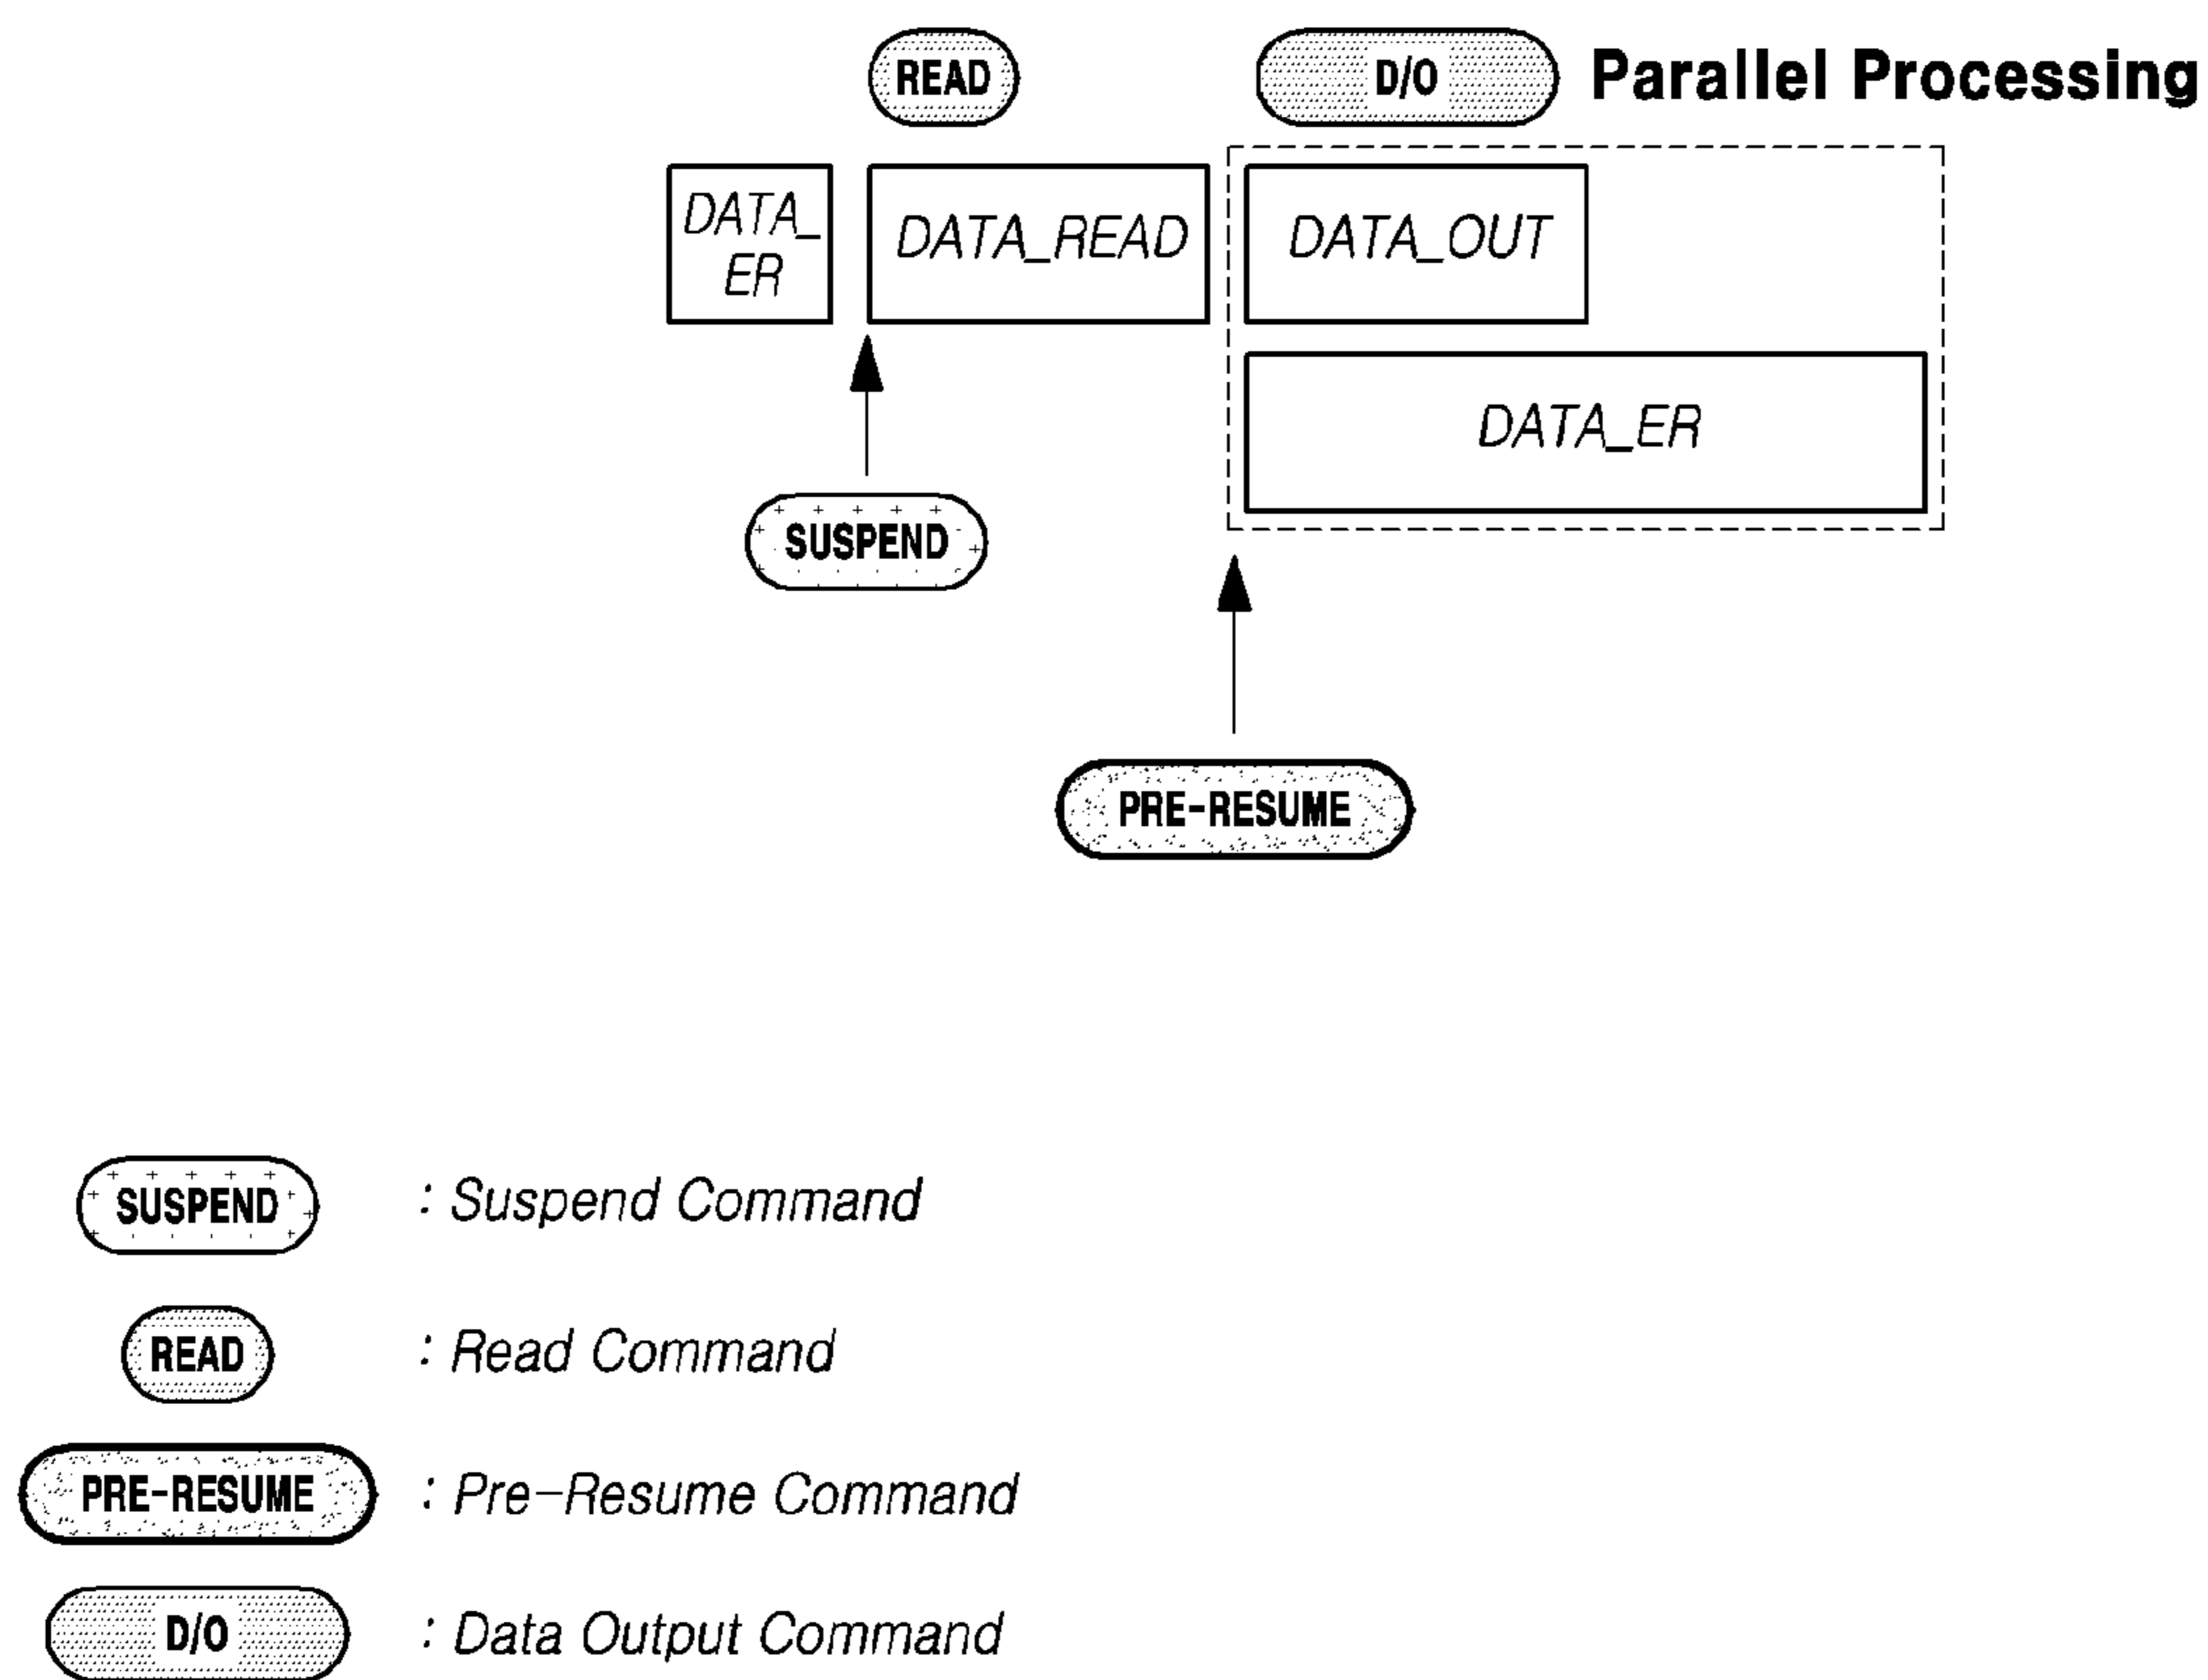 READ
D/O
Parallel Processing
DATA_
ER
DATA_READ
DATA_OUT
DATA_ER
SUSPEND
PRE-RESUME
SUSPEND : Suspend Command
READ : Read Command
PRE-RESUME : Pre-Resume Command
D/O : Data Output Command